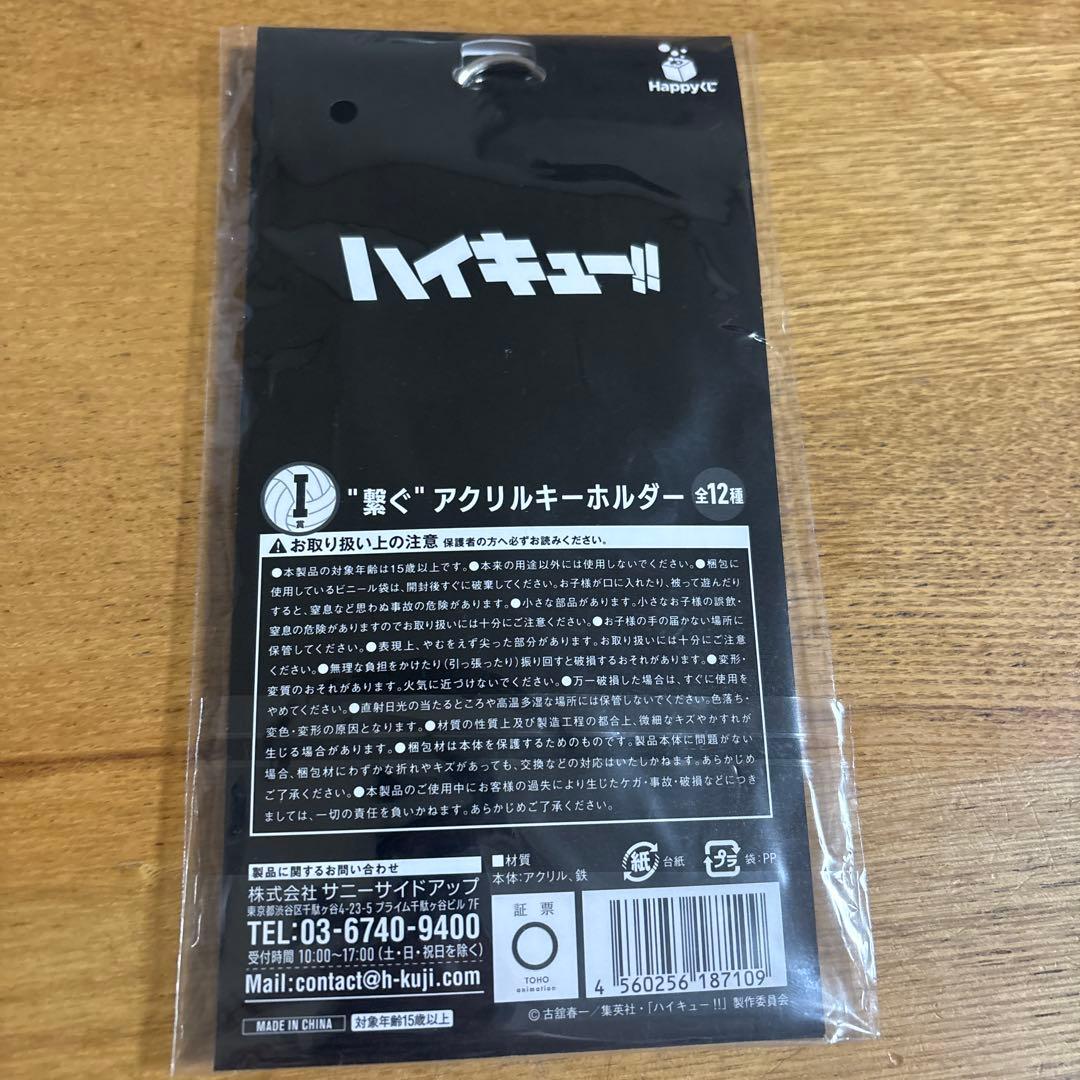 Happyくじ
ハイキュー!!
I賞 "繋ぐ" アクリルキーホルダー 全12種
お取り扱い上の注意 保護者の方へ必ずお読みください。
●本製品の対象年齢は15歳以上です。●本来の用途以外には使用しないでください。●梱包に
使用しているビニール袋は、開封後すぐに破棄してください。お子様が口に入れたり、被って遊んだり
すると、窒息など思わぬ事故の危険があります。●小さな部品があります。小さなお子様の誤飲・
窒息の危険がありますのでお取り扱いには十分にご注意ください。●お子様の手の届かない場所に
保管してください。●表現上、やむをえず尖った部分があります。お取り扱いには十分にご注意
ください。●無理な負担をかけたり(引っ張ったり)振り回すと破損するおそれがあります。●変形・
変質のおそれがあります。火気に近づけないでください。●万一破損した場合は、すぐに使用を
やめてください。●直射日光の当たるところや高温多湿な場所には保管しないでください。色落ち・
変色・変形の原因となります。●材質の性質上及び製造工程の都合上、微細なキズやかすれが
生じる場合があります。●梱包材は本体を保護するためのものです。製品本体に問題がない
場合、梱包材にわずかな折れやキズがあっても、交換などの対応はいたしかねます。あらかじめ
ご了承ください。●本製品のご使用中にお客様の過失により生じたケガ・事故・破損などにつき
ましては、一切の責任を負いかねます。あらかじめご了承ください。
製品に関するお問い合わせ
株式会社 サニーサイドアップ
東京都渋谷区千駄ヶ谷4-23-5 プライム千駄ヶ谷ビル 7F
TEL:03-6740-9400
受付時間 10:00〜17:00 (土・日・祝日を除く)
Mail:contact@h-kuji.com
MADE IN CHINA 対象年齢15歳以上
■材質
本体:アクリル、鉄
紙 台紙 プラ 袋:PP
証票
TOHO
animation
4 560256 187109
©古舘春一/集英社・「ハイキュー!!」製作委員会